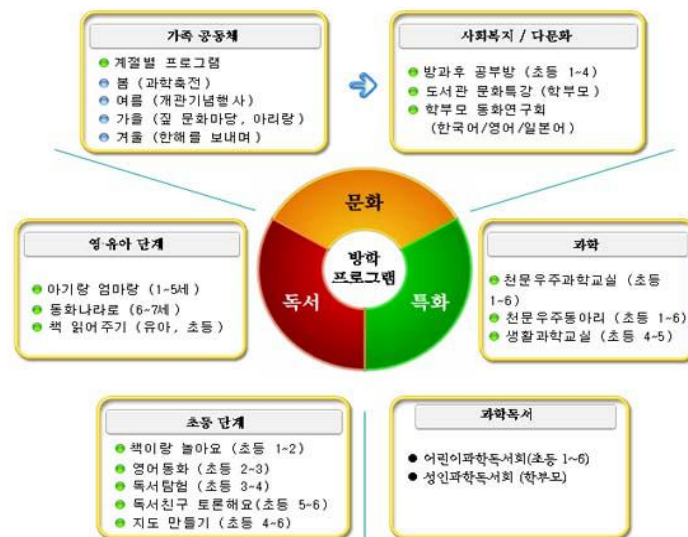 가족 공동체
계절별 프로그램
봄 (과학축전)
여름 (개관기념행사)
가을 (짚 문화마당, 아리랑)
겨울 (한해를 보내며)
사회복지 / 다문화
방과후 공부방 (초등 1~4)
도서관 문화특강 (학부모)
학부모 동화연구회
(한국어/영어/일본어)
문화
방학
프로그램
독서
특화
영·유아 단계
아기랑 엄마랑 (1~5세)
동화나라로 (6~7세)
책 읽어주기 (유아, 초등)
과학
천문우주과학교실 (초등
1~6)
천문우주동아리 (초등 1~6)
생활과학교실 (초등 4~5)
초등 단계
책이랑 놀아요 (초등 1~2)
영어동화 (초등 2~3)
독서탐험 (초등 3~4)
독서친구 토론해요(초등 5~6)
지도 만들기 (초등 4~6)
과학독서
어린이과학독서회(초등 1~6)
성인과학독서회 (학부모)